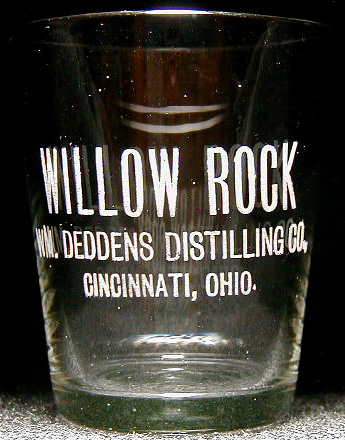 WILLOW ROCK
WM. DEDDENS DISTILLING CO.
CINCINNATI, OHIO.